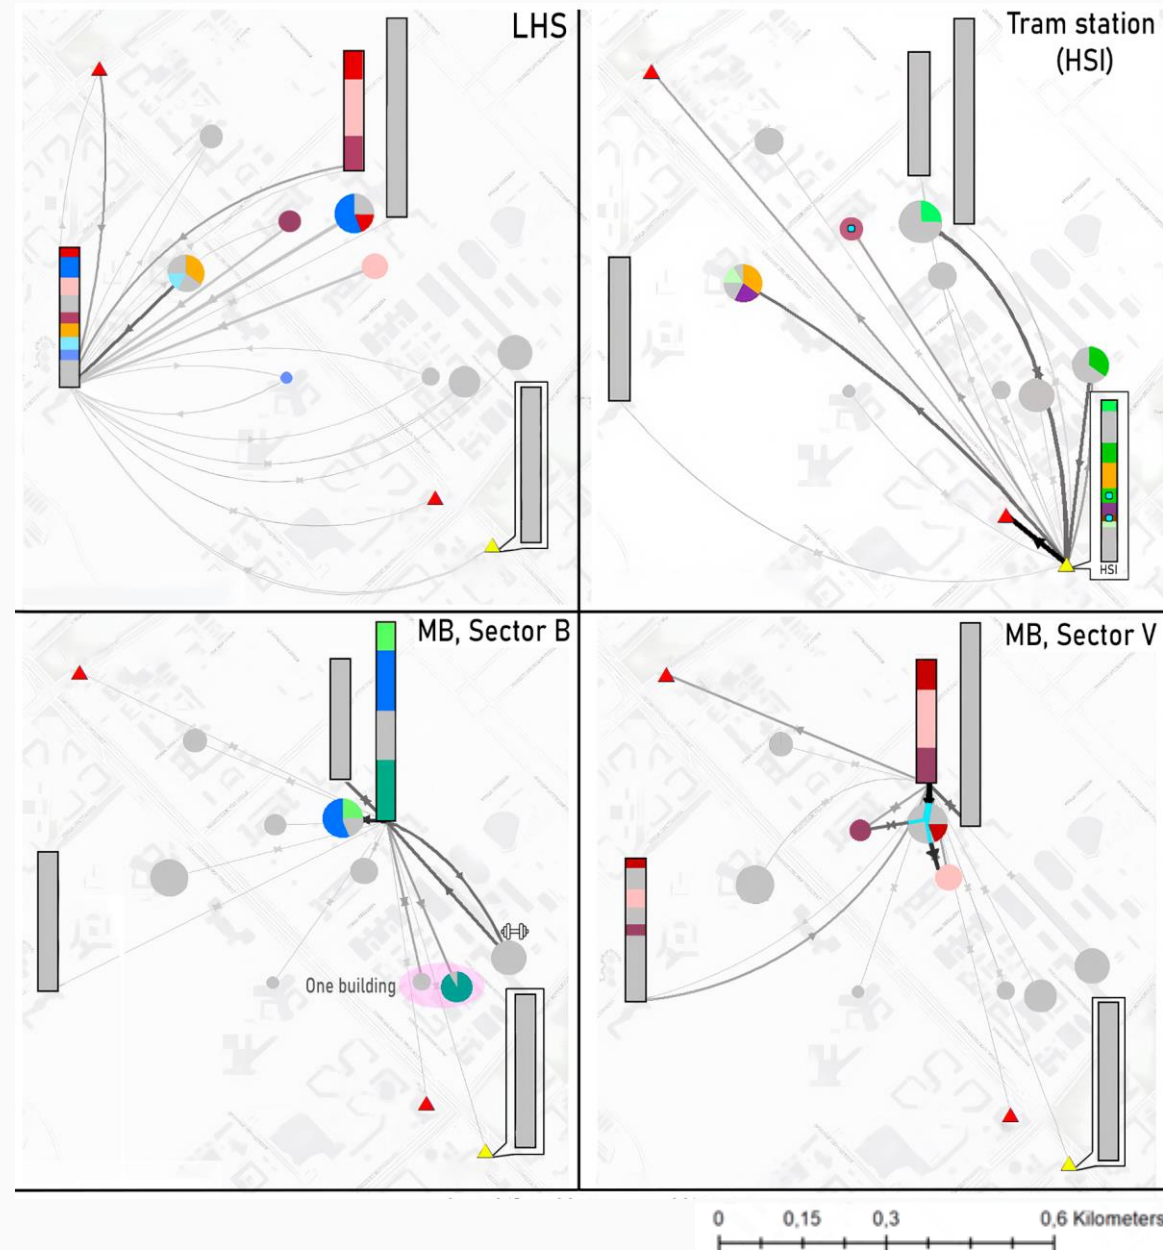 LHS
Tram station
(HSI)
HSI
MB, Sector B
MB, Sector V
One building
0 0,15 0,3 0,6 Kilometers